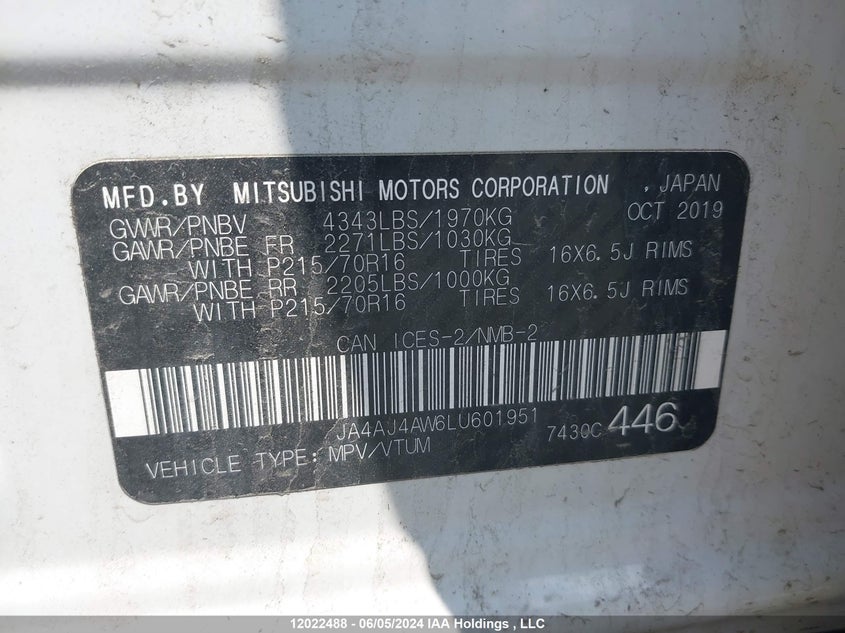 MFD.BY MITSUBISHI MOTORS CORPORATION , JAPAN
GVWR/PNBV 4343LBS/1970KG OCT 2019
GAWR/PNBE FR 2271LBS/1030KG
WITH P215/70R16 TIRES 16X6.5J RIMS
GAWR/PNBE RR 2205LBS/1000KG
WITH P215/70R16 TIRES 16X6.5J RIMS
CAN ICES-2/NMB-2
JA4AJ4AW6LU601951
7430C 446
VEHICLE TYPE: MPV/VTUM
12022488 - 06/05/2024 IAA Holdings , LLC